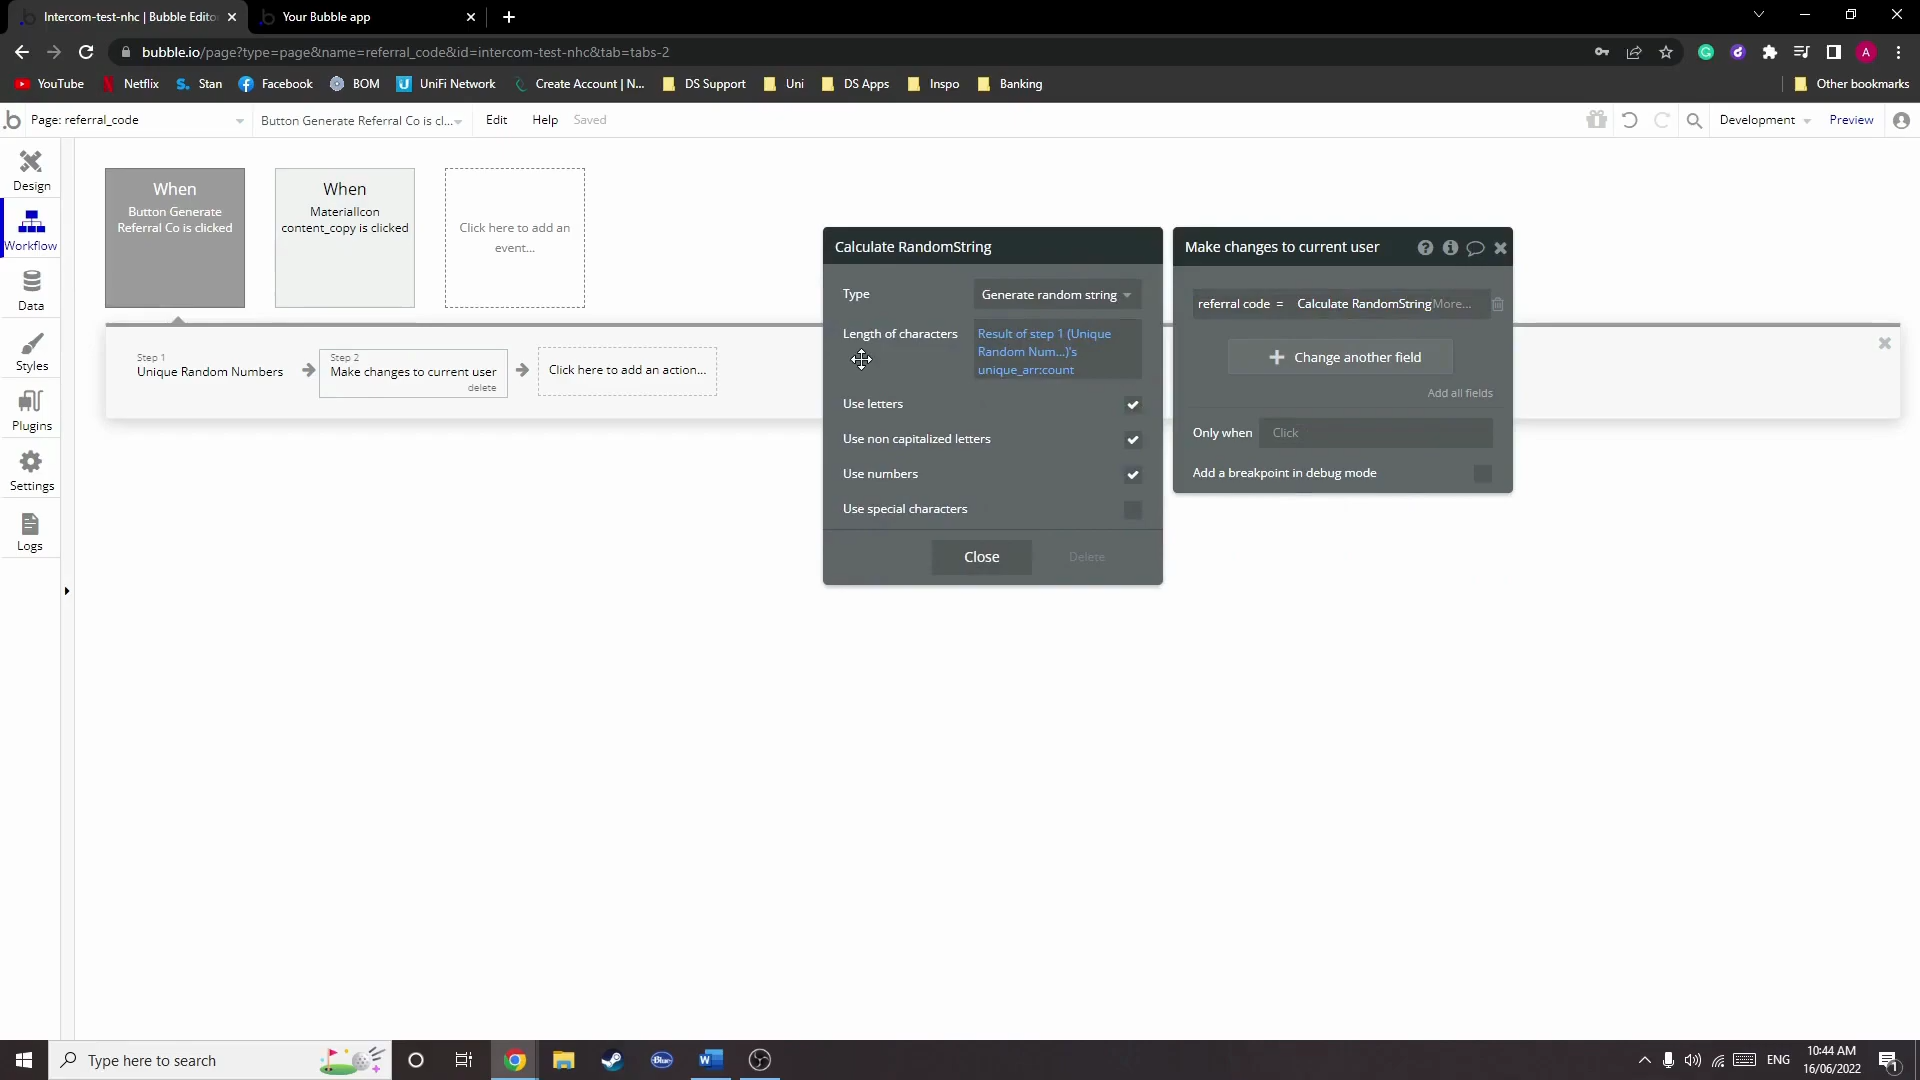 Intercom-test-nhc | Bubble Edito
Your Bubble app
bubble.io/page?type=page&name=referral_code&id=intercom-test-nhc&tab=tabs-2
A
YouTube
Netflix
Stan
Facebook
BOM
UniFi Network
Create Account | N...
DS Support
Uni
DS Apps
Inspo
Banking
Other bookmarks
Page: referral_code
Button Generate Referral Co is cl...
Edit
Help
Saved
Development
Preview
Design
Workflow
Data
Styles
Plugins
Settings
Logs
When
Button Generate
Referral Co is clicked
When
MaterialIcon
content_copy is clicked
Click here to add an
event...
Step 1
Unique Random Numbers
Step 2
Make changes to current user
delete
Click here to add an action...
Calculate RandomString
Type
Generate random string
Length of characters
Result of step 1 (Unique
Random Num...)'s
unique_arr:count
Use letters
Use non capitalized letters
Use numbers
Use special characters
Close
Delete
Make changes to current user
referral code = Calculate RandomStringMore...
Change another field
Add all fields
Only when
Click
Add a breakpoint in debug mode
Type here to search
Blue
ENG
10:44 AM
16/06/2022
1